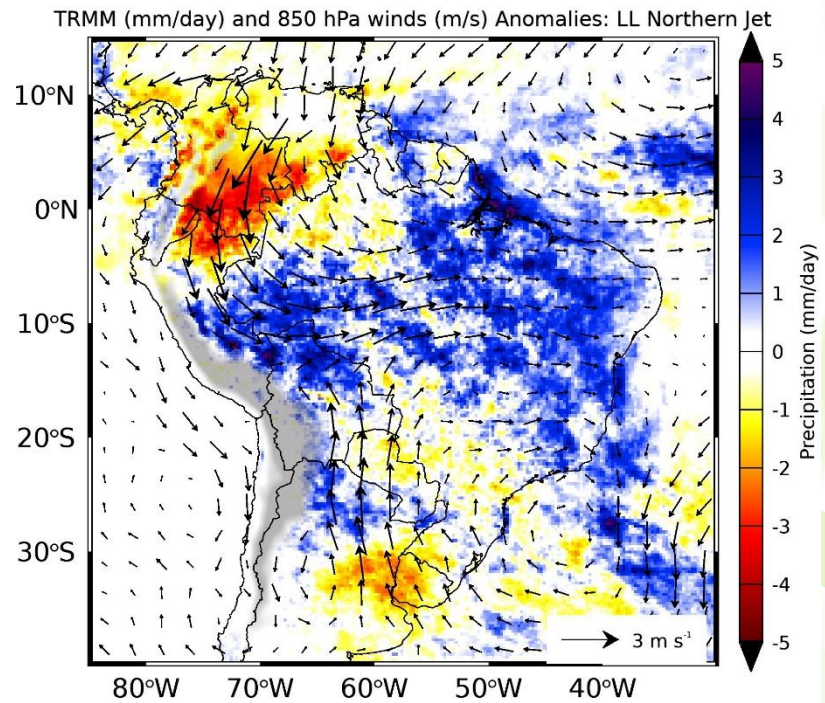 TRMM (mm/day) and 850 hPa winds (m/s) Anomalies: LL Northern Jet
10°N
0°N
10°S
20°S
30°S
80°W 70°W 60°W 50°W 40°W
3 m s⁻¹
5
4
3
2
1
0
-1
-2
-3
-4
-5
Precipitation (mm/day)